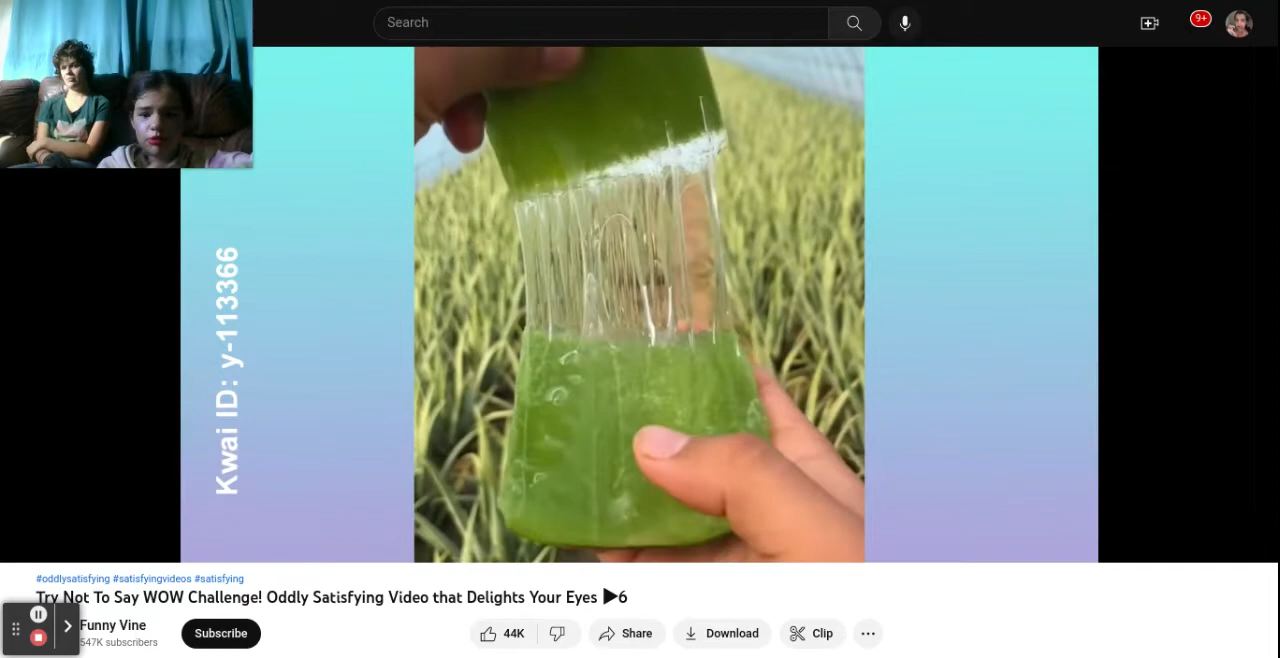 Search
9+
Kwai ID: y-113366
#oddlysatisfying #satisfyingvideos #satisfying
Try Not To Say WOW Challenge! Oddly Satisfying Video that Delights Your Eyes ▶6
Funny Vine
547K subscribers
Subscribe
44K
Share
Download
Clip